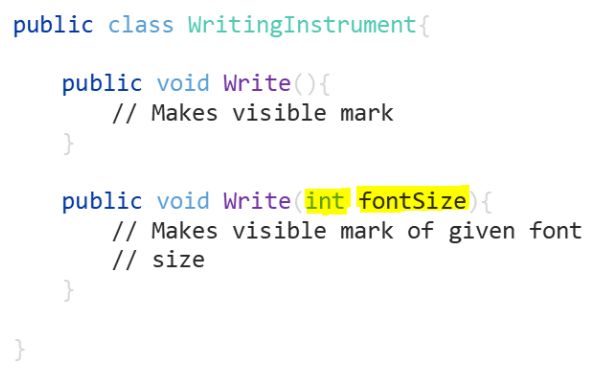 public class WritingInstrument{
public void Write(){
// Makes visible mark
}
public void Write(int fontSize){
// Makes visible mark of given font
// size
}
}